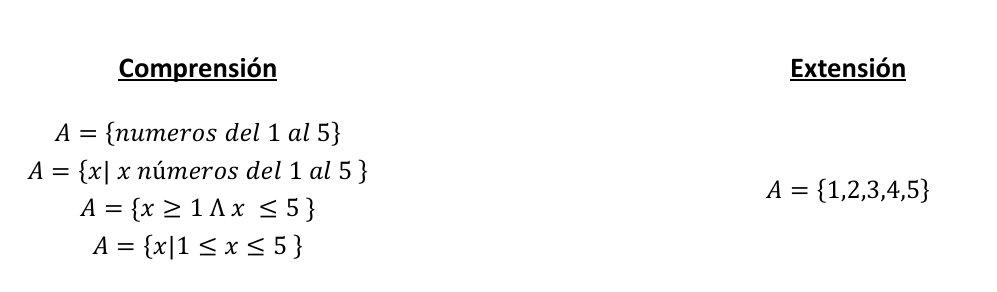 Comprensión
Extensión
A = {numeros del 1 al 5}
A = {x| x números del 1 al 5 }
A = {x ≥ 1 Λ x ≤ 5 }
A = {x|1 ≤ x ≤ 5 }
A = {1,2,3,4,5}